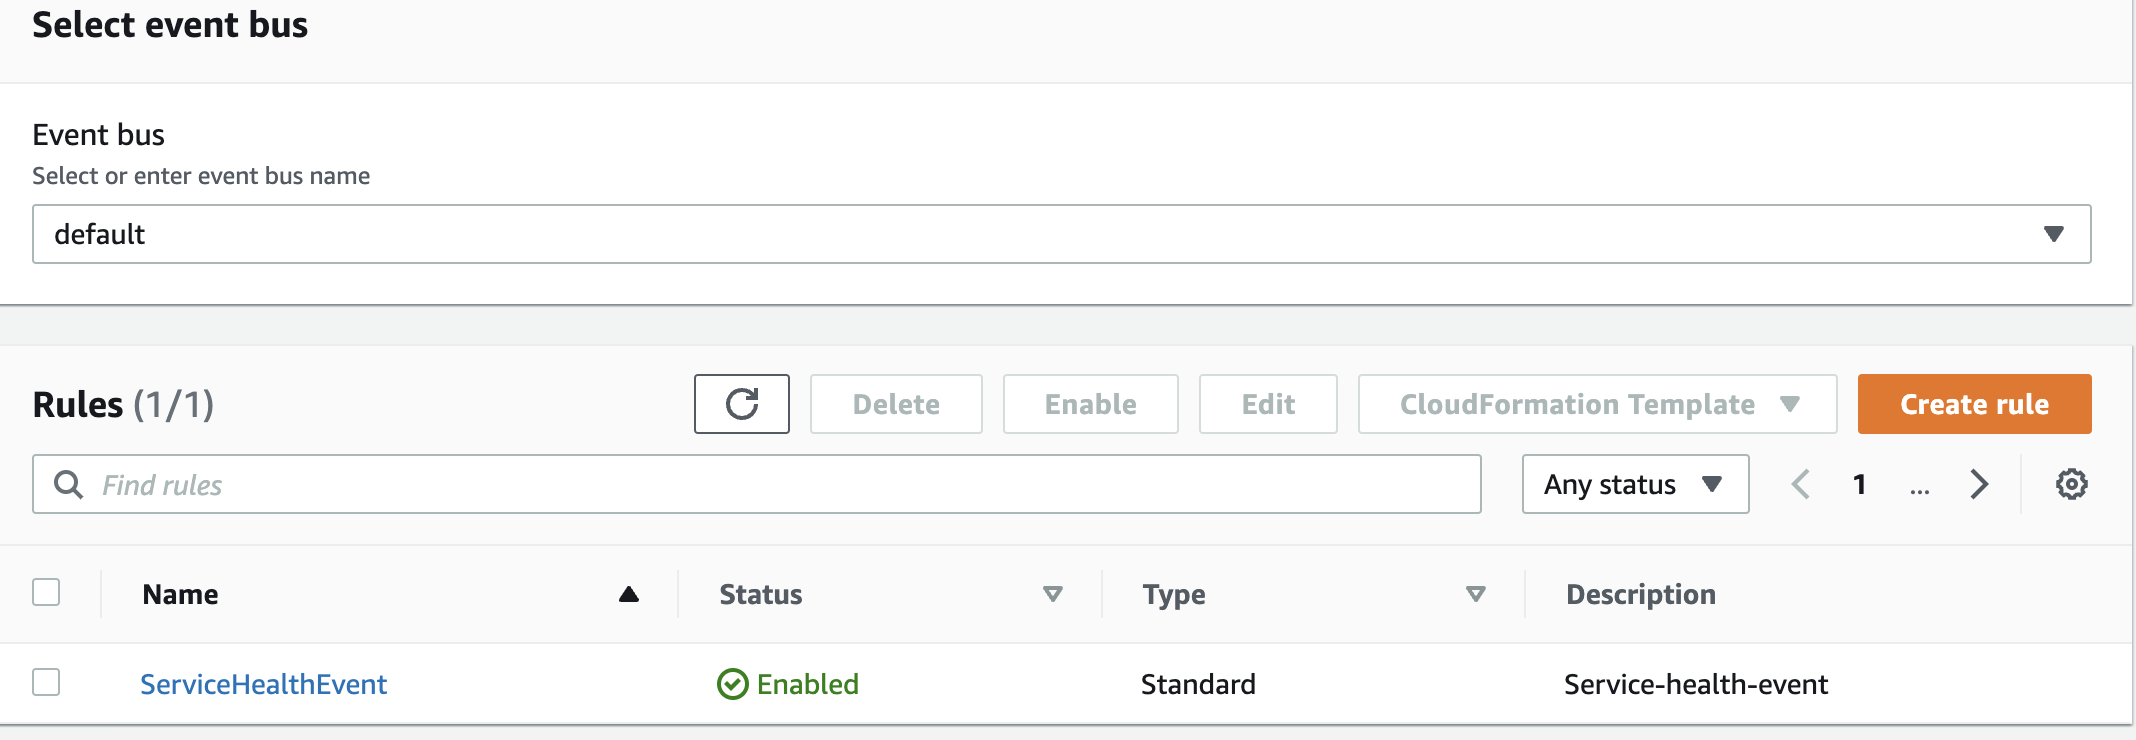 Select event bus
Event bus
Select or enter event bus name
default
Rules (1/1) Delete Enable Edit CloudFormation Template Create rule
Find rules Any status 1 ...
Name Status Type Description
ServiceHealthEvent Enabled Standard Service-health-event